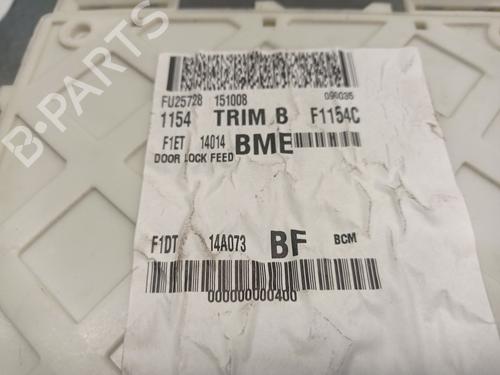 B-PARTS
FU25728 151008 090035
1154 TRIM B F1154C
F1ET 14014 BME
DOOR LOCK FEED
F1DT 14A073 BF BCM
000000000400